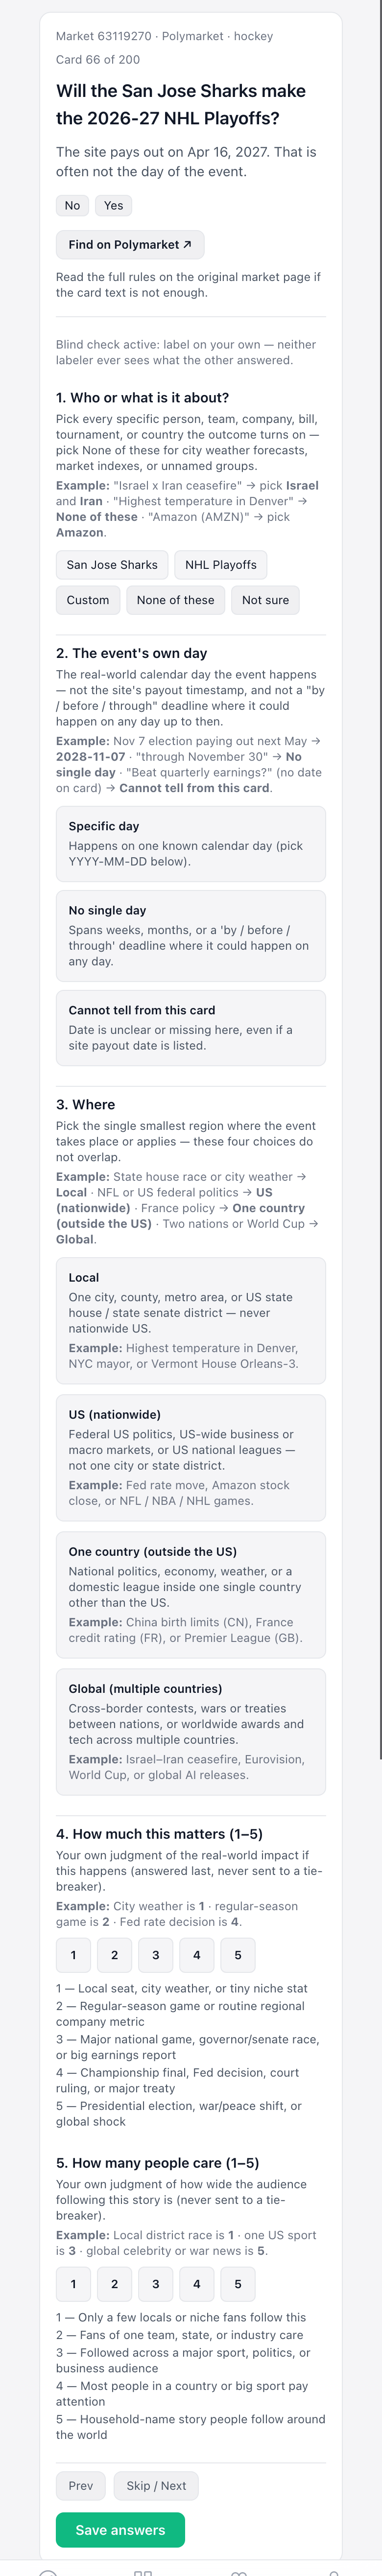 Market 63119270 · Polymarket · hockey
Card 66 of 200
Will the San Jose Sharks make
the 2026-27 NHL Playoffs?
The site pays out on Apr 16, 2027. That is
often not the day of the event.
No Yes
Find on Polymarket ↗
Read the full rules on the original market page if
the card text is not enough.
Blind check active: label on your own — neither
labeler ever sees what the other answered.
1. Who or what is it about?
Pick every specific person, team, company, bill,
tournament, or country the outcome turns on —
pick None of these for city weather forecasts,
market indexes, or unnamed groups.
Example: "Israel x Iran ceasefire" → pick Israel
and Iran · "Highest temperature in Denver" →
None of these · "Amazon (AMZN)" → pick
Amazon.
San Jose Sharks NHL Playoffs
Custom None of these Not sure
2. The event's own day
The real-world calendar day the event happens
— not the site's payout timestamp, and not a "by
/ before / through" deadline where it could
happen on any day up to then.
Example: Nov 7 election paying out next May →
2028-11-07 · "through November 30" → No
single day · "Beat quarterly earnings?" (no date
on card) → Cannot tell from this card.
Specific day
Happens on one known calendar day (pick
YYYY-MM-DD below).
No single day
Spans weeks, months, or a 'by / before /
through' deadline where it could happen on
any day.
Cannot tell from this card
Date is unclear or missing here, even if a
site payout date is listed.
3. Where
Pick the single smallest region where the event
takes place or applies — these four choices do
not overlap.
Example: State house race or city weather →
Local · NFL or US federal politics → US
(nationwide) · France policy → One country
(outside the US) · Two nations or World Cup →
Global.
Local
One city, county, metro area, or US state
house / state senate district — never
nationwide US.
Example: Highest temperature in Denver,
NYC mayor, or Vermont House Orleans-3.
US (nationwide)
Federal US politics, US-wide business or
macro markets, or US national leagues —
not one city or state district.
Example: Fed rate move, Amazon stock
close, or NFL / NBA / NHL games.
One country (outside the US)
National politics, economy, weather, or a
domestic league inside one single country
other than the US.
Example: China birth limits (CN), France
credit rating (FR), or Premier League (GB).
Global (multiple countries)
Cross-border contests, wars or treaties
between nations, or worldwide awards and
tech across multiple countries.
Example: Israel–Iran ceasefire, Eurovision,
World Cup, or global AI releases.
4. How much this matters (1–5)
Your own judgment of the real-world impact if
this happens (answered last, never sent to a tie-
breaker).
Example: City weather is 1 · regular-season
game is 2 · Fed rate decision is 4.
1 2 3 4 5
1 — Local seat, city weather, or tiny niche stat
2 — Regular-season game or routine regional
company metric
3 — Major national game, governor/senate race,
or big earnings report
4 — Championship final, Fed decision, court
ruling, or major treaty
5 — Presidential election, war/peace shift, or
global shock
5. How many people care (1–5)
Your own judgment of how wide the audience
following this story is (never sent to a tie-
breaker).
Example: Local district race is 1 · one US sport
is 3 · global celebrity or war news is 5.
1 2 3 4 5
1 — Only a few locals or niche fans follow this
2 — Fans of one team, state, or industry care
3 — Followed across a major sport, politics, or
business audience
4 — Most people in a country or big sport pay
attention
5 — Household-name story people follow around
the world
Prev Skip / Next
Save answers